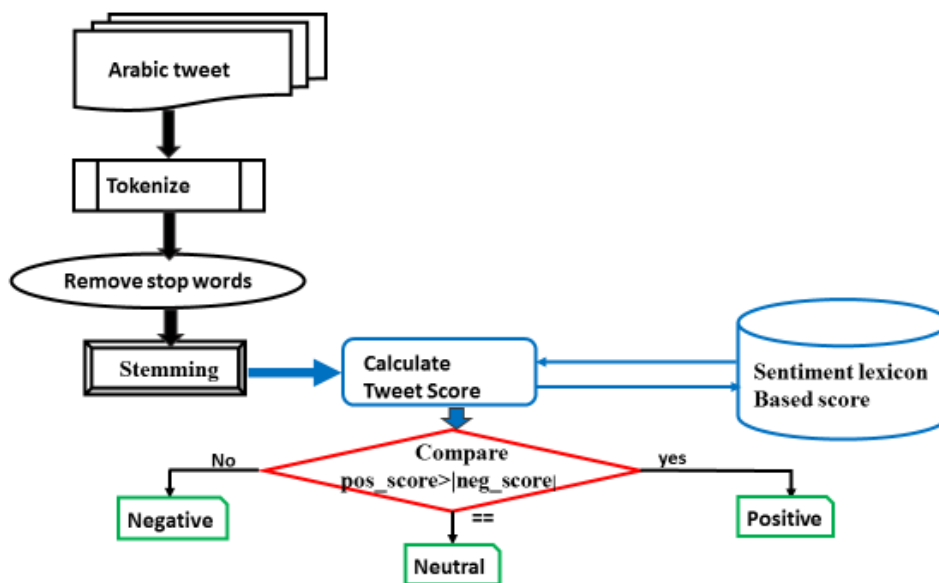 Arabic tweet
Tokenize
Remove stop words
Stemming
Calculate
Tweet Score
Sentiment lexicon
Based score
Compare
pos_score>|neg_score|
No
yes
==
Negative
Neutral
Positive